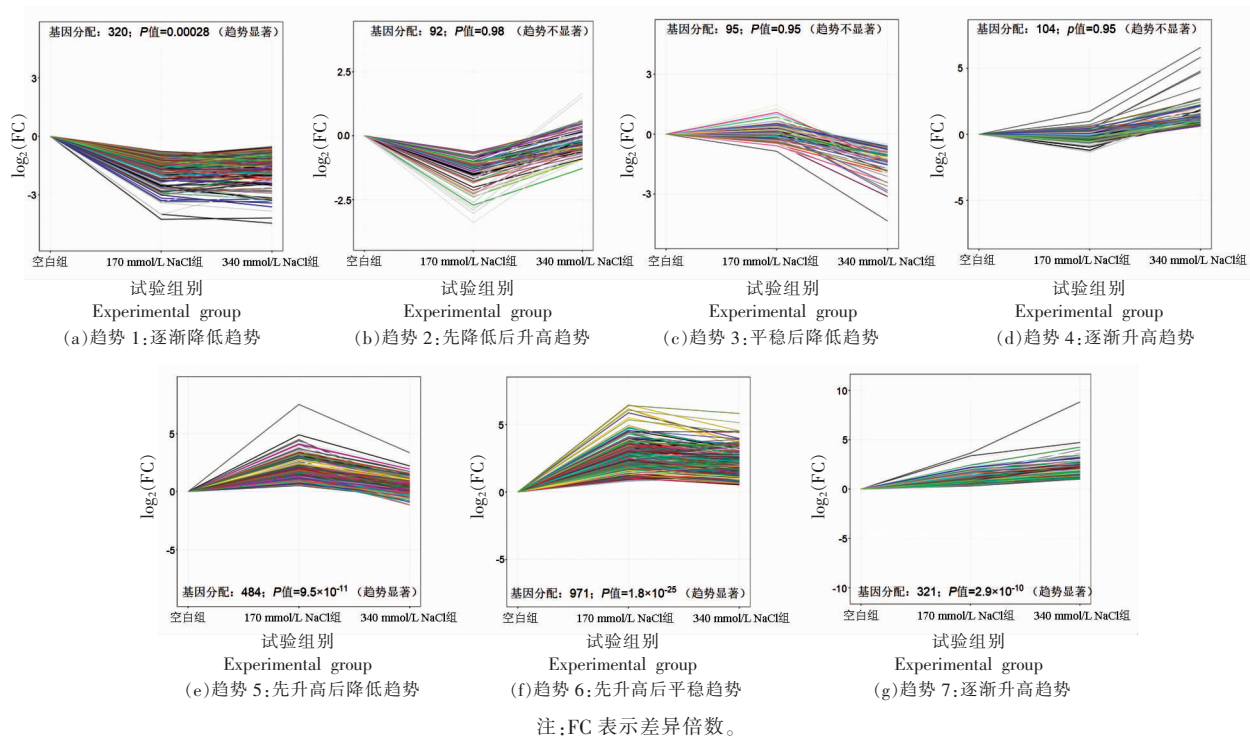 基因分配：320；P值=0.00028 （趋势显著）
log₂(FC)
3
0
-3
空白组
170 mmol/L NaCl组
340 mmol/L NaCl组
试验组别
Experimental group
(a)趋势 1:逐渐降低趋势
基因分配：92；P值=0.98 （趋势不显著）
log₂(FC)
2.5
0.0
-2.5
空白组
170 mmol/L NaCl组
340 mmol/L NaCl组
试验组别
Experimental group
(b)趋势 2:先降低后升高趋势
基因分配：95；P值=0.95（趋势不显著）
log₂(FC)
3
0
-3
空白组
170 mmol/L NaCl组
340 mmol/L NaCl组
试验组别
Experimental group
(c)趋势 3:平稳后降低趋势
基因分配：104；p值=0.95（趋势不显著）
log₂(FC)
5
0
-5
空白组
170 mmol/L NaCl组
340 mmol/L NaCl组
试验组别
Experimental group
(d)趋势 4:逐渐升高趋势
log₂(FC)
5
0
-5
基因分配：484；P值=9.5×10⁻¹¹ （趋势显著）
空白组
170 mmol/L NaCl组
340 mmol/L NaCl组
试验组别
Experimental group
(e)趋势 5:先升高后降低趋势
log₂(FC)
5
0
-5
基因分配：971；P值=1.8×10⁻²⁵ （趋势显著）
空白组
170 mmol/L NaCl组
340 mmol/L NaCl组
试验组别
Experimental group
(f)趋势 6:先升高后平稳趋势
log₂(FC)
10
5
0
-5
-10
基因分配：321；P值=2.9×10⁻¹⁰ （趋势显著）
空白组
170 mmol/L NaCl组
340 mmol/L NaCl组
试验组别
Experimental group
(g)趋势 7:逐渐升高趋势
注:FC 表示差异倍数。